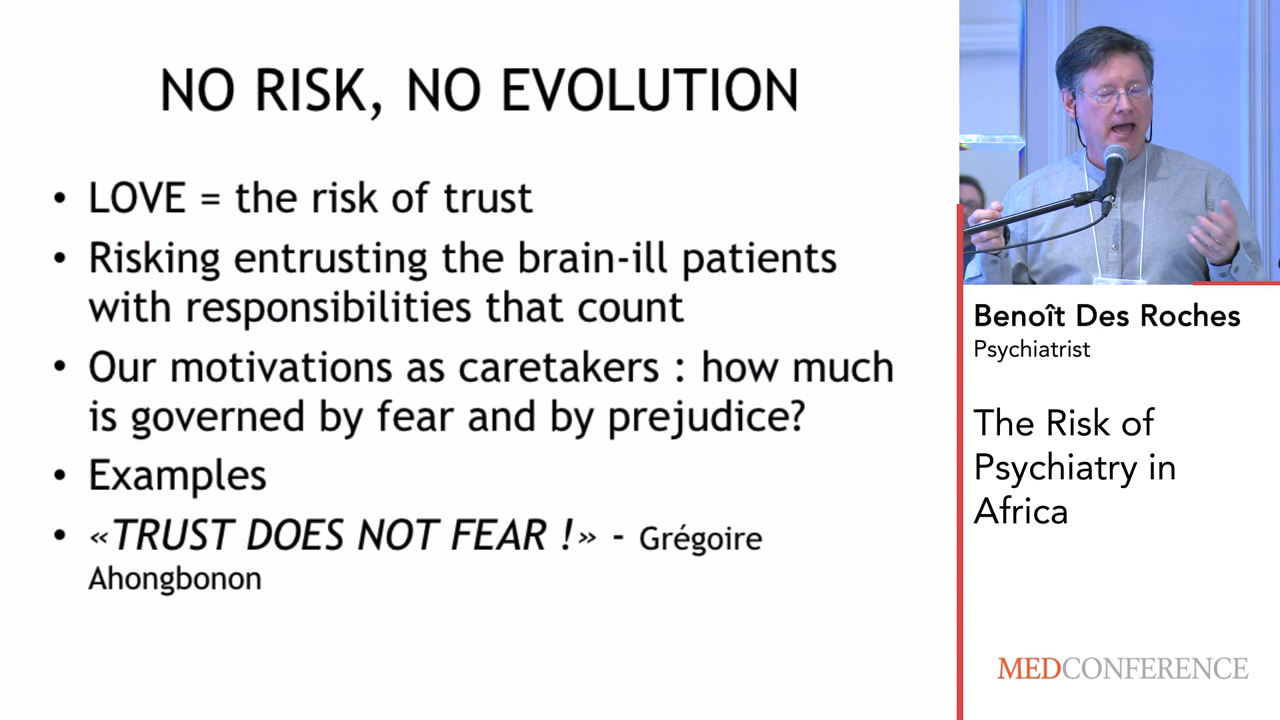 NO RISK, NO EVOLUTION
• LOVE = the risk of trust
• Risking entrusting the brain-ill patients
with responsibilities that count
• Our motivations as caretakers : how much
is governed by fear and by prejudice?
• Examples
• «TRUST DOES NOT FEAR !» - Grégoire
Ahongbonon
Benoît Des Roches
Psychiatrist
The Risk of
Psychiatry in
Africa
MEDCONFERENCE